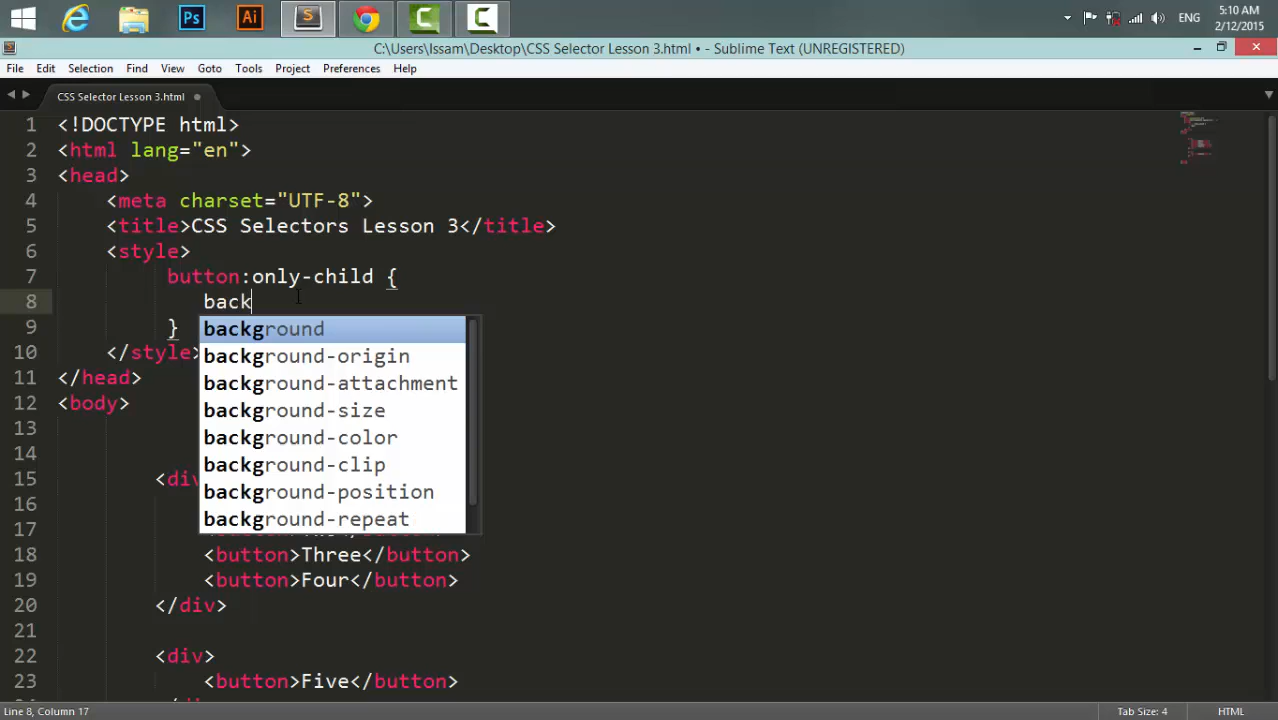 Ps
Ai
ENG
5:10 AM
2/12/2015
C:\Users\Issam\Desktop\CSS Selector Lesson 3.html • - Sublime Text (UNREGISTERED)
File Edit Selection Find View Goto Tools Project Preferences Help
CSS Selector Lesson 3.html
1 <!DOCTYPE html>
2 <html lang="en">
3 <head>
4 <meta charset="UTF-8">
5 <title>CSS Selectors Lesson 3</title>
6 <style>
7 button:only-child {
8 back
background
9 }
background-origin
10 </style>
11 </head>
background-attachment
12 <body>
background-size
13
background-color
14
background-clip
15 <div
background-position
16
background-repeat
17
18 <button>Three</button>
19 <button>Four</button>
20 </div>
21
22 <div>
23 <button>Five</button>
Line 8, Column 17
Tab Size: 4
HTML